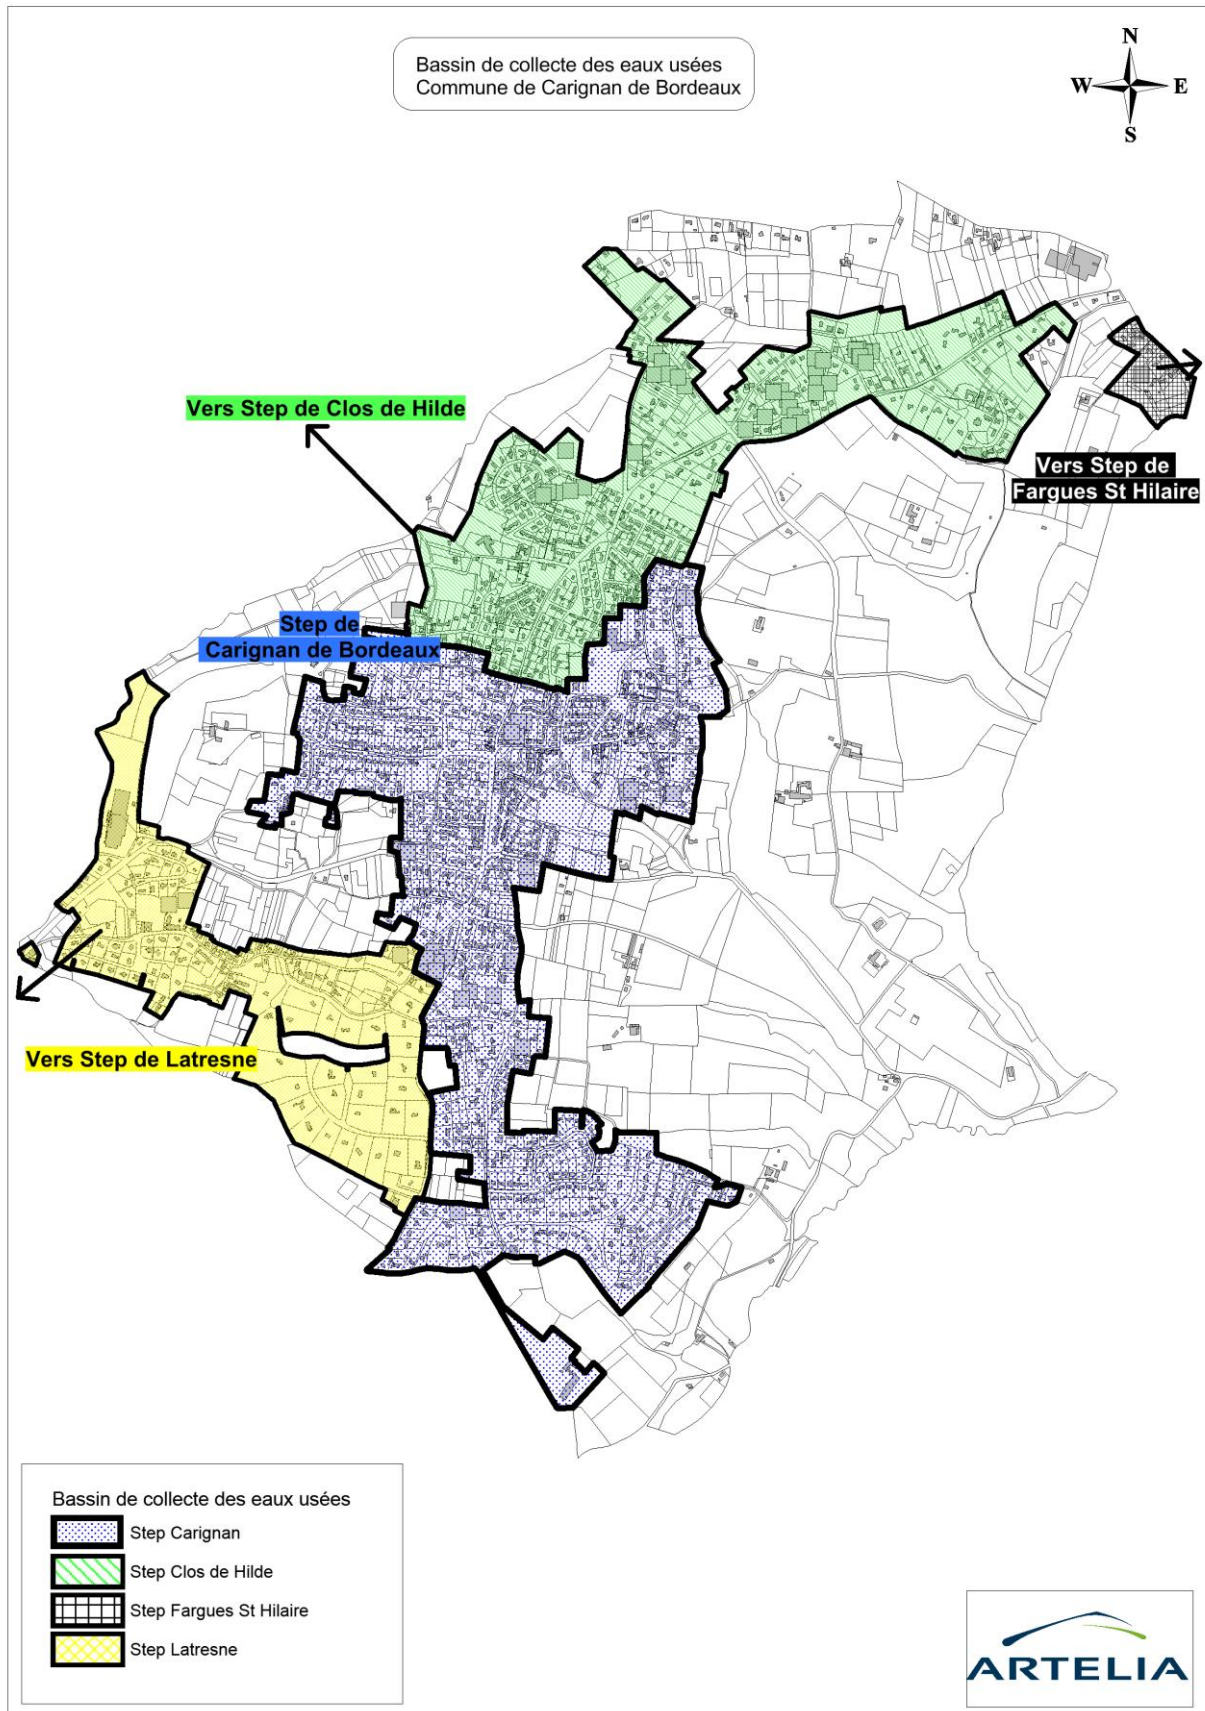 Bassin de collecte des eaux usées
Commune de Carignan de Bordeaux
N
W
E
S
Vers Step de Clos de Hilde
Vers Step de
Fargues St Hilaire
Step de
Carignan de Bordeaux
Vers Step de Latresne
Bassin de collecte des eaux usées
Step Carignan
Step Clos de Hilde
Step Fargues St Hilaire
Step Latresne
ARTELIA